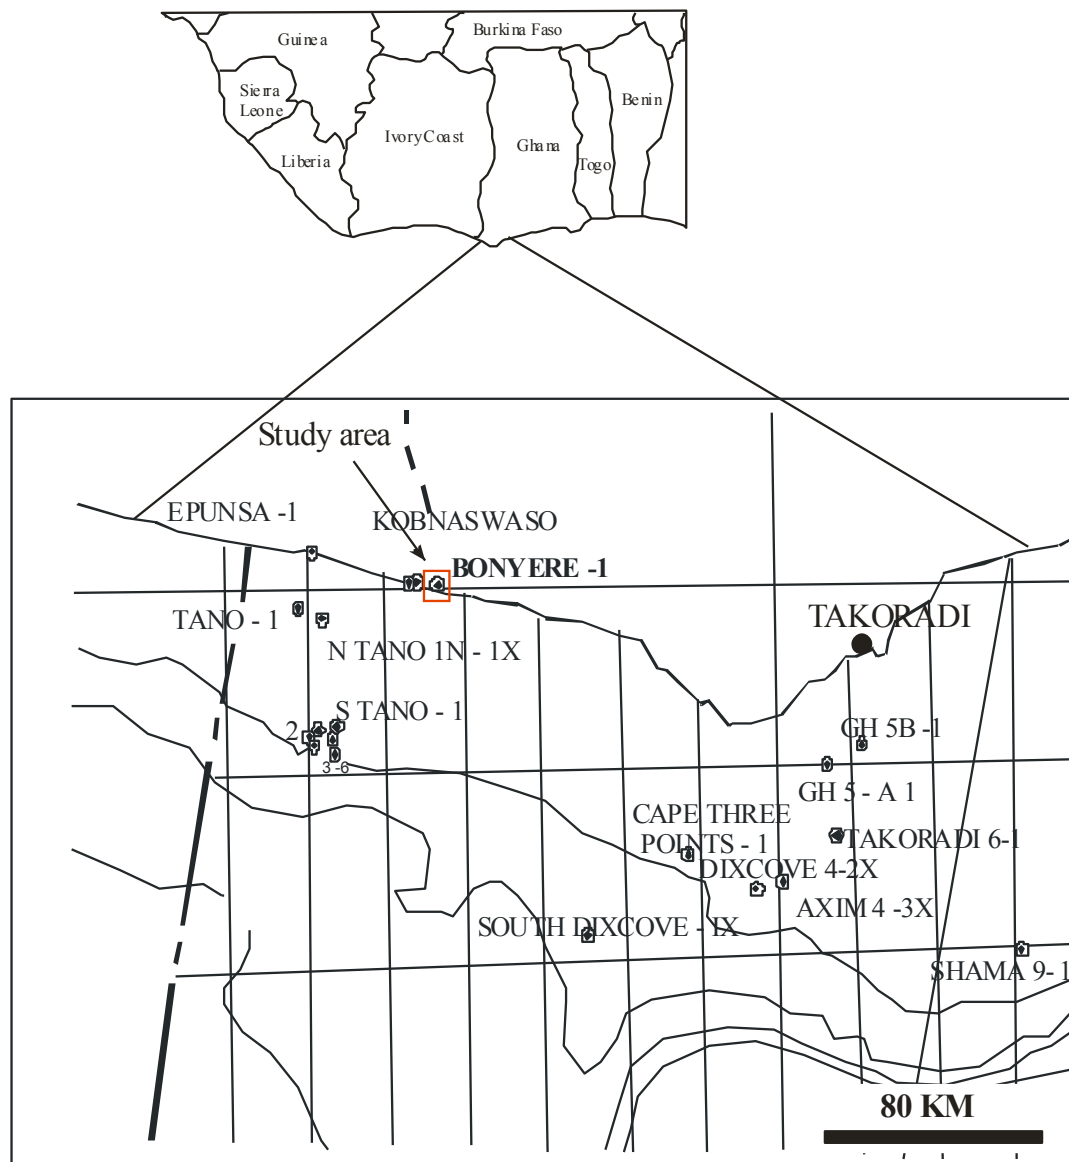 Guinea
Burkina Faso
Sierra
Leone
Benin
Ivory Coast
Ghana
Liberia
Togo
Study area
EPUNSA -1
KOBNASWASO
BONYERE -1
TANO - 1
TAKORADI
N TANO 1N - 1X
S TANO - 1
2
3 -6
GH 5B -1
GH 5 - A 1
CAPE THREE
POINTS - 1
TAKORADI 6-1
DIXCOVE 4-2X
AXIM 4 -3X
SOUTH DIXCOVE - IX
SHAMA 9- 1
80 KM